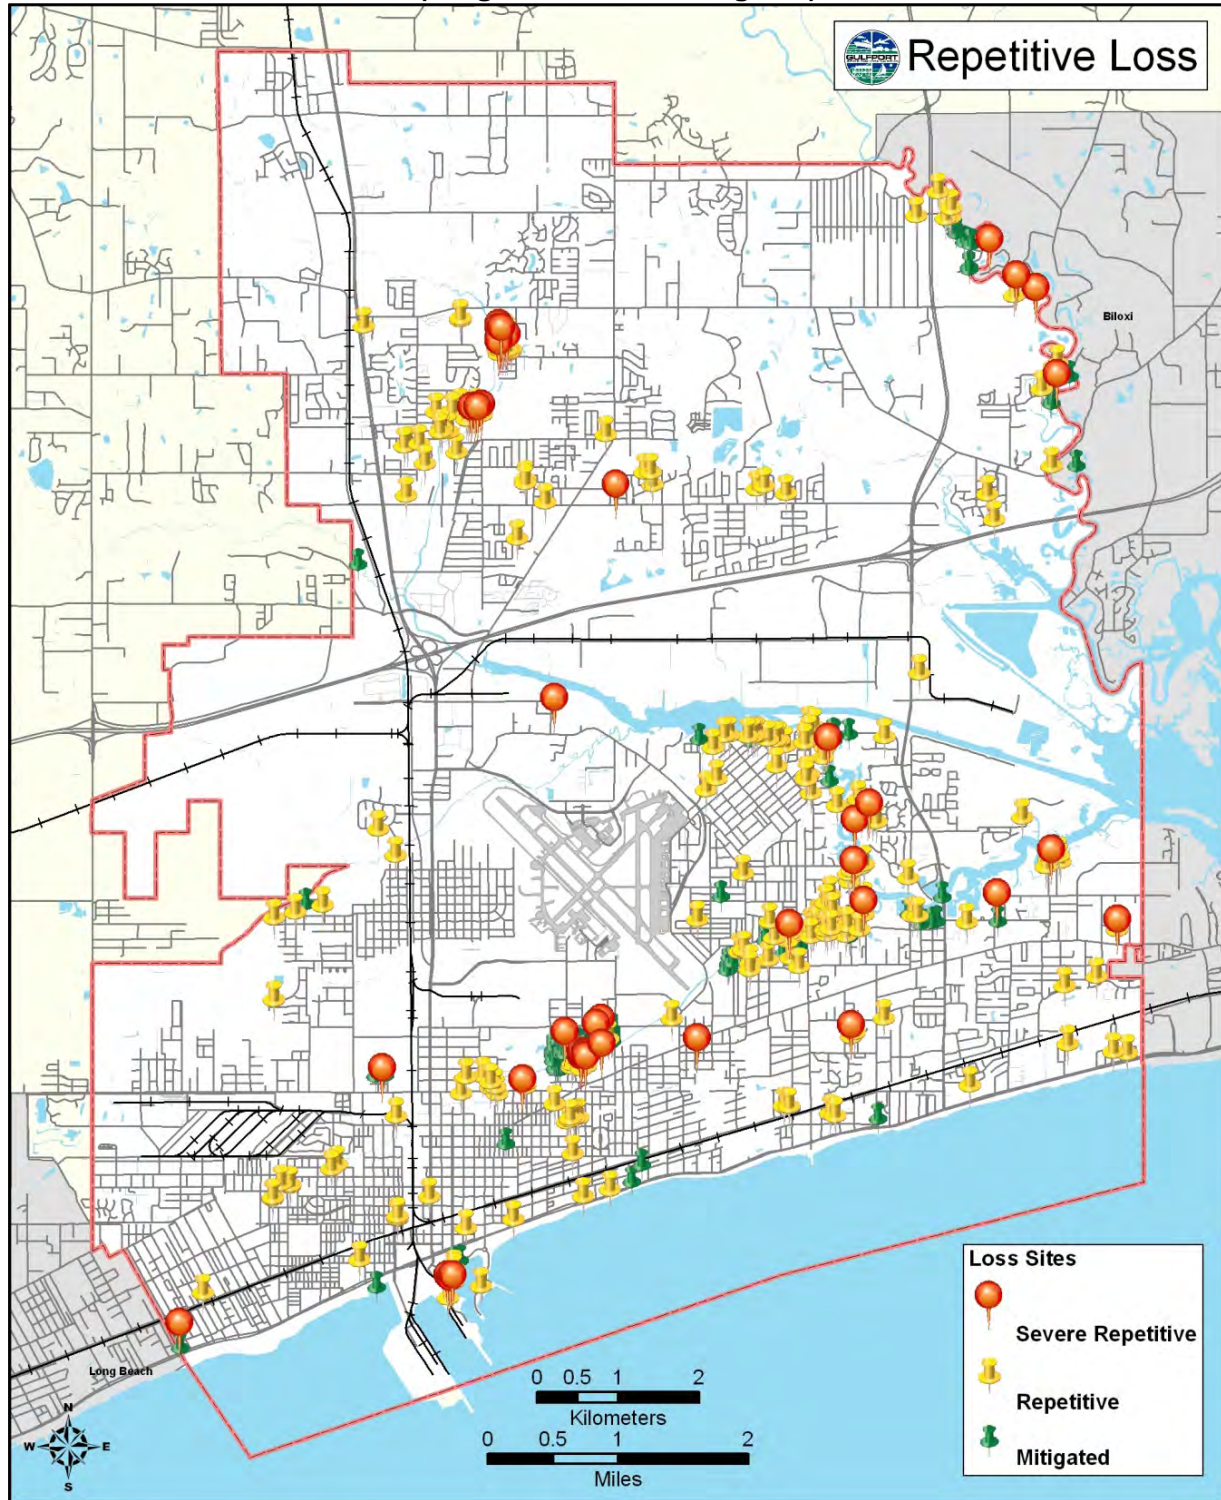 GULFPORT
Repetitive Loss
Biloxi
Long Beach
N
W E
S
0 0.5 1 2
Kilometers
0 0.5 1 2
Miles
Loss Sites
Severe Repetitive
Repetitive
Mitigated